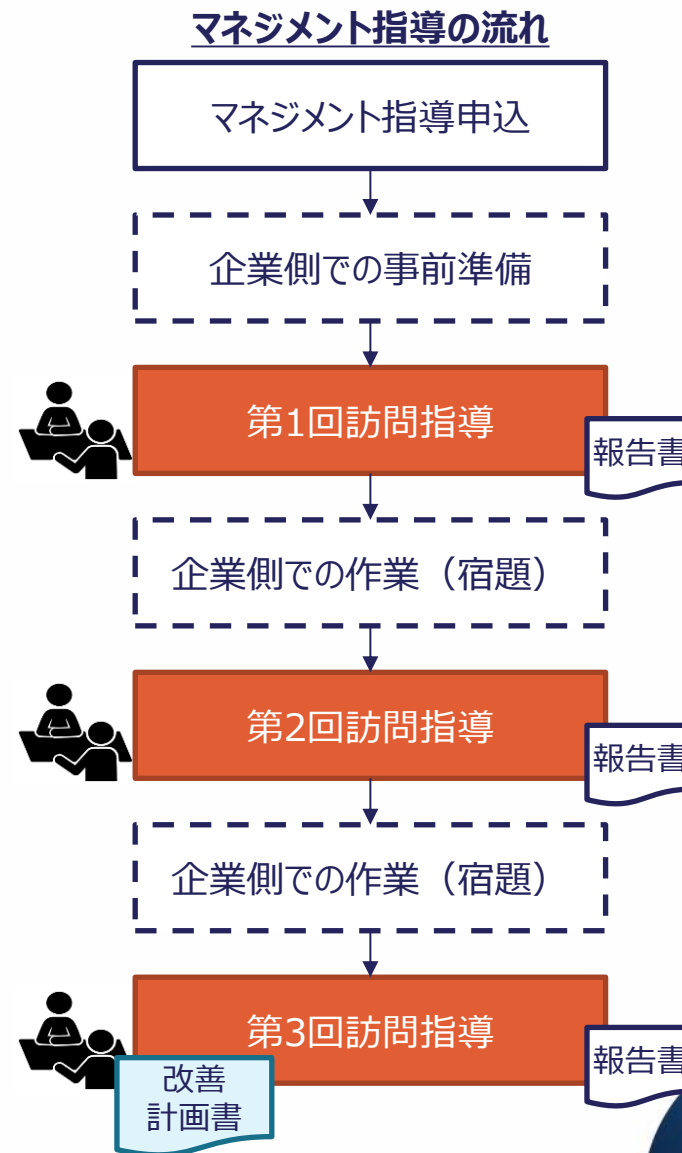 マネジメント指導の流れ
マネジメント指導申込
企業側での事前準備
第1回訪問指導
報告書
企業側での作業（宿題）
第2回訪問指導
報告書
企業側での作業（宿題）
第3回訪問指導
報告書
改善
計画書